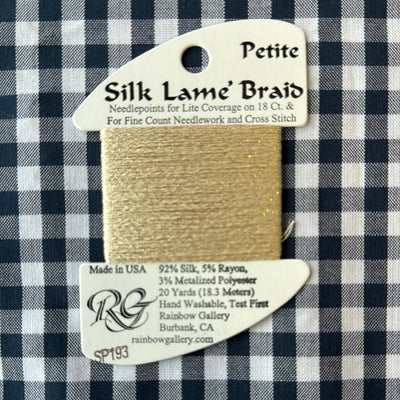 Petite
Silk Lame' Braid
Needlepoints for Lite Coverage on 18 Ct. &
For Fine Count Needlework and Cross Stitch
Made in USA
92% Silk, 5% Rayon,
3% Metalized Polyester
20 Yards (18.3 Meters)
Hand Washable, Test First
Rainbow Gallery
Burbank, CA
rainbowgallery.com
RG
SP193